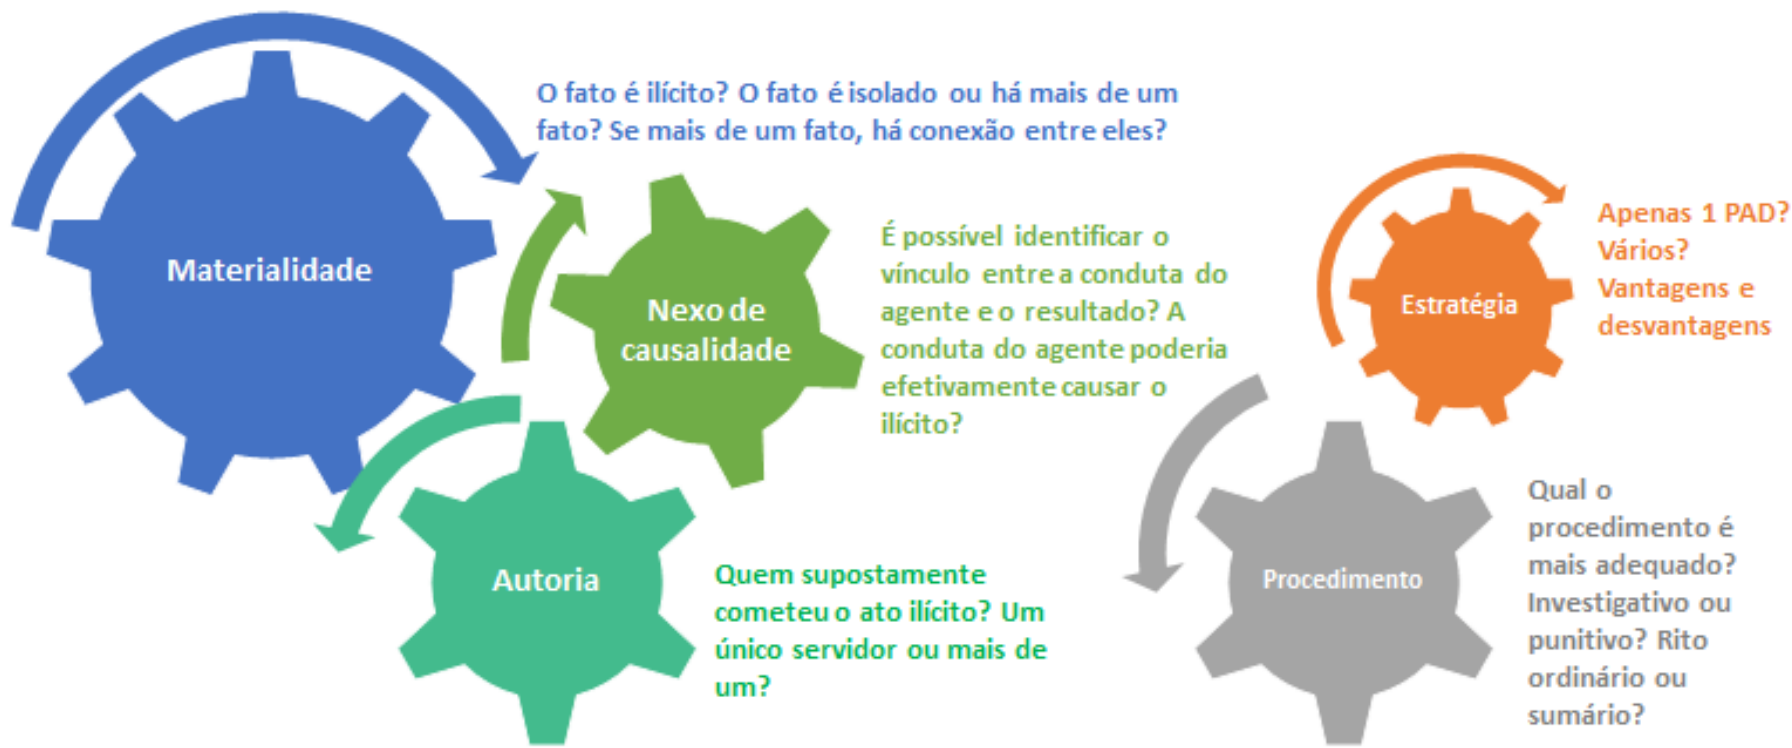 Materialidade
O fato é ilícito? O fato é isolado ou há mais de um
fato? Se mais de um fato, há conexão entre eles?
Nexo de
causalidade
É possível identificar o
vínculo entre a conduta do
agente e o resultado? A
conduta do agente poderia
efetivamente causar o
ilícito?
Autoria
Quem supostamente
cometeu o ato ilícito? Um
único servidor ou mais de
um?
Estratégia
Apenas 1 PAD?
Vários?
Vantagens e
desvantagens
Procedimento
Qual o
procedimento é
mais adequado?
Investigativo ou
punitivo? Rito
ordinário ou
sumário?